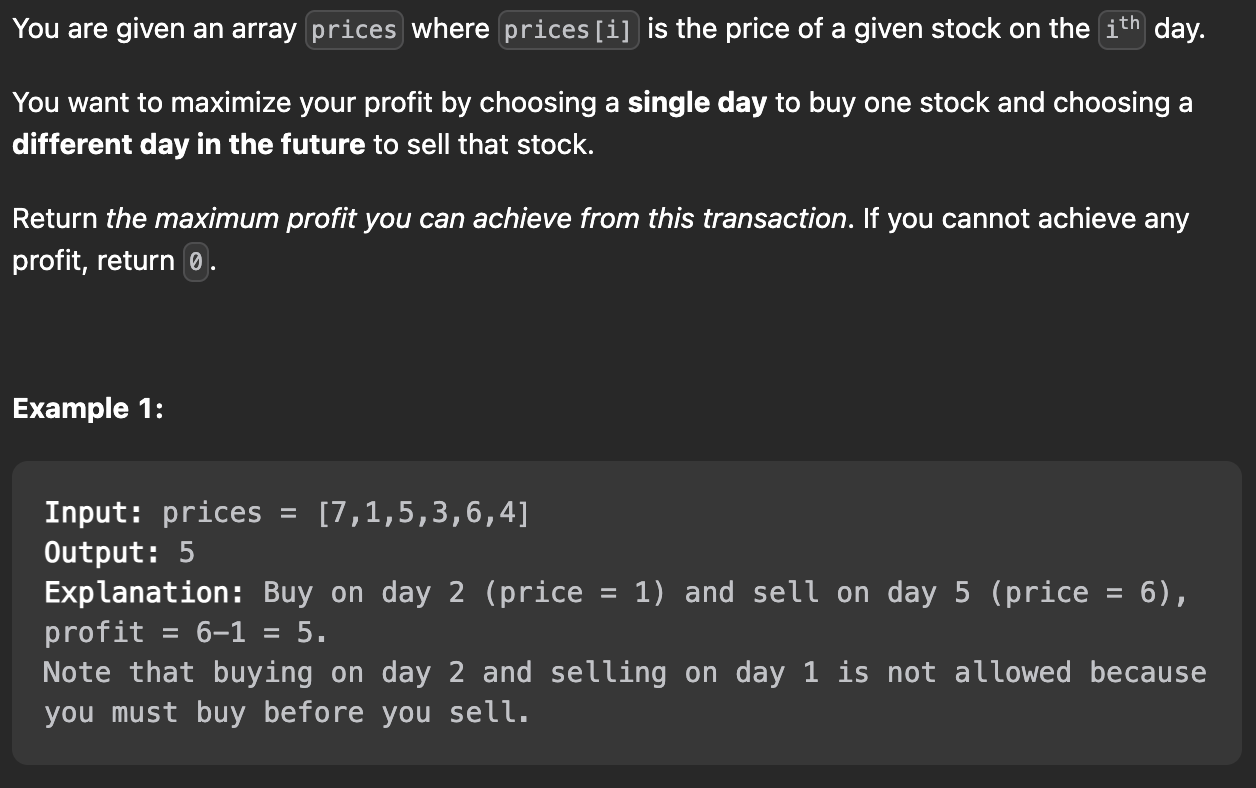 You are given an array prices where prices[i] is the price of a given stock on the ith day.
You want to maximize your profit by choosing a single day to buy one stock and choosing a
different day in the future to sell that stock.
Return the maximum profit you can achieve from this transaction. If you cannot achieve any
profit, return 0.
Example 1:
Input: prices = [7,1,5,3,6,4]
Output: 5
Explanation: Buy on day 2 (price = 1) and sell on day 5 (price = 6),
profit = 6-1 = 5.
Note that buying on day 2 and selling on day 1 is not allowed because
you must buy before you sell.